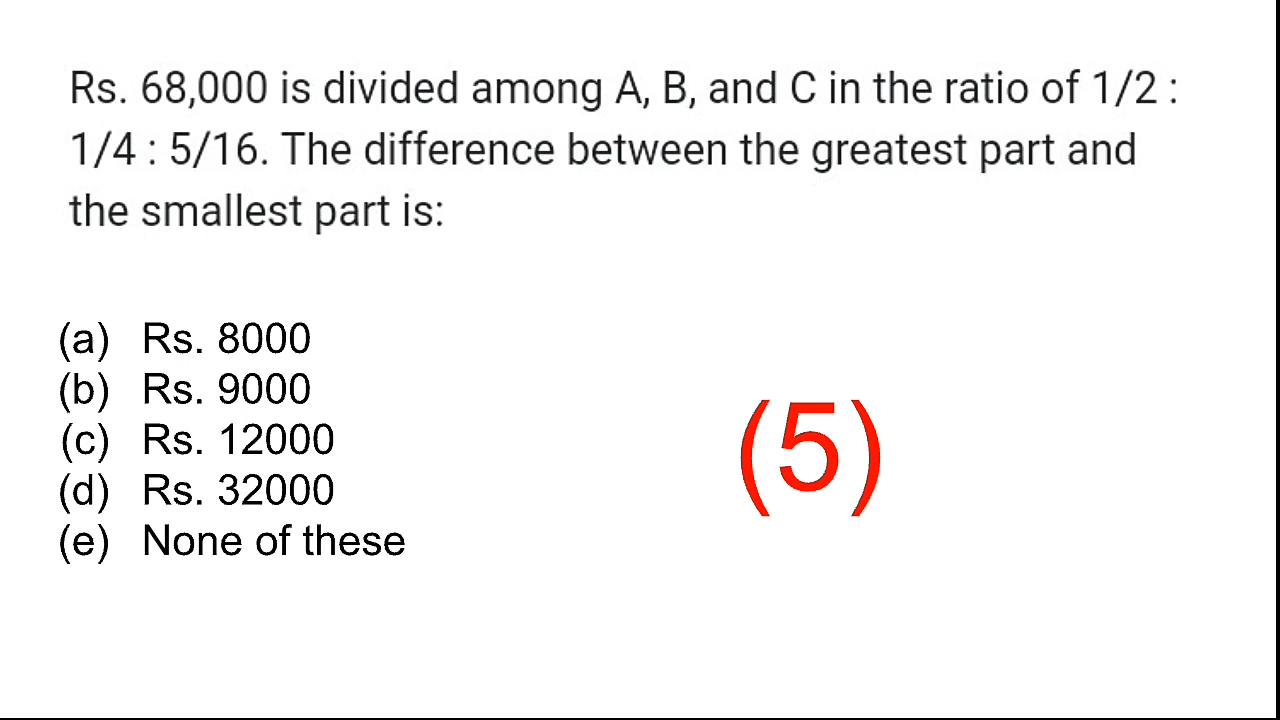 Rs. 68,000 is divided among A, B, and C in the ratio of 1/2 :
1/4 : 5/16. The difference between the greatest part and
the smallest part is:
(a) Rs. 8000
(b) Rs. 9000
(c) Rs. 12000
(d) Rs. 32000
(e) None of these
(5)